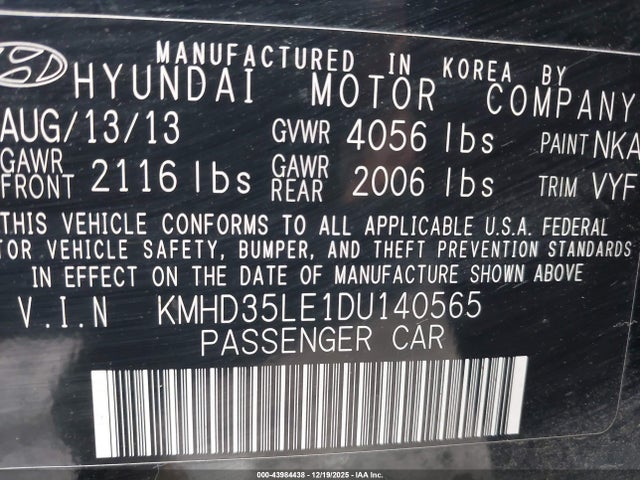 MANUFACTURED IN KOREA BY
HYUNDAI MOTOR COMPANY
AUG/13/13 GVWR 4056 lbs PAINT NKA
GAWR FRONT 2116 lbs GAWR REAR 2006 lbs TRIM VYF
THIS VEHICLE CONFORMS TO ALL APPLICABLE U.S.A. FEDERAL
OR VEHICLE SAFETY, BUMPER, AND THEFT PREVENTION STANDARDS
IN EFFECT ON THE DATE OF MANUFACTURE SHOWN ABOVE
V.I.N KMHD35LE1DU140565
PASSENGER CAR
000-43984438 - 12/19/2025 - IAA Inc.